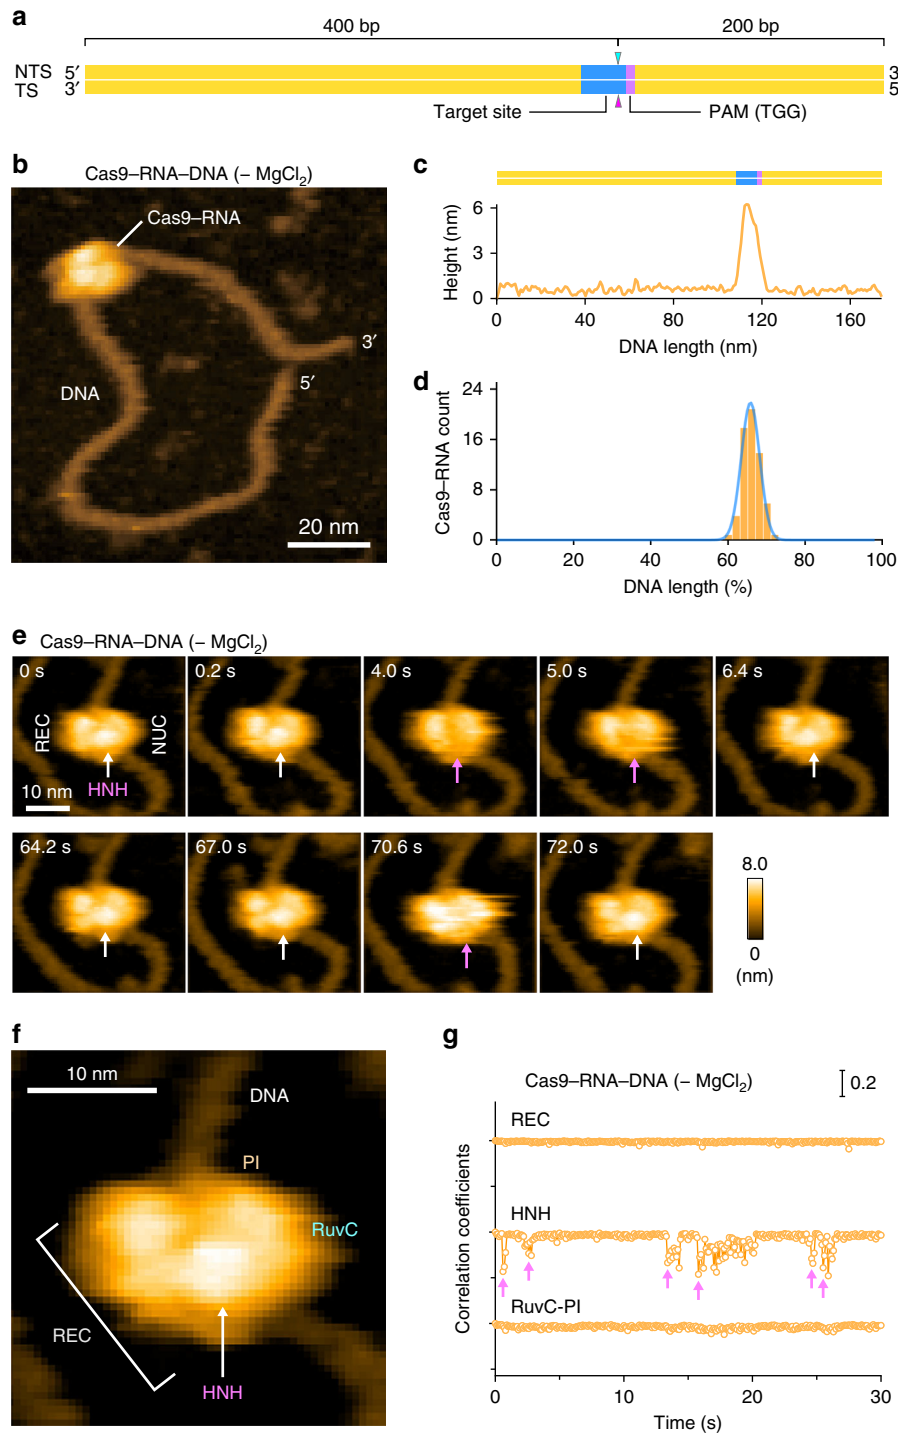 a
400 bp
200 bp
NTS 5′
3
TS 3′
5
Target site
PAM (TGG)
b
Cas9–RNA–DNA (− MgCl2)
Cas9–RNA
DNA
3′
5′
20 nm
c
Height (nm)
6
3
0
0 40 80 120 160
DNA length (nm)
d
Cas9–RNA count
24
16
8
0
0 20 40 60 80 100
DNA length (%)
e Cas9–RNA–DNA (− MgCl2)
0 s 0.2 s 4.0 s 5.0 s 6.4 s
REC
NUC
HNH
10 nm
64.2 s 67.0 s 70.6 s 72.0 s
8.0
0
(nm)
f
10 nm
DNA
PI
RuvC
REC
HNH
g
Cas9–RNA–DNA (− MgCl2)
0.2
Correlation coefficients
REC
HNH
RuvC-PI
0 10 20 30
Time (s)